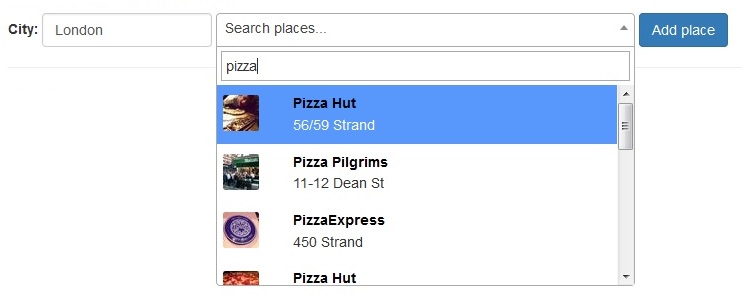 City: London Search places... Add place
pizza
Pizza Hut
56/59 Strand
Pizza Pilgrims
11-12 Dean St
PizzaExpress
450 Strand
Pizza Hut